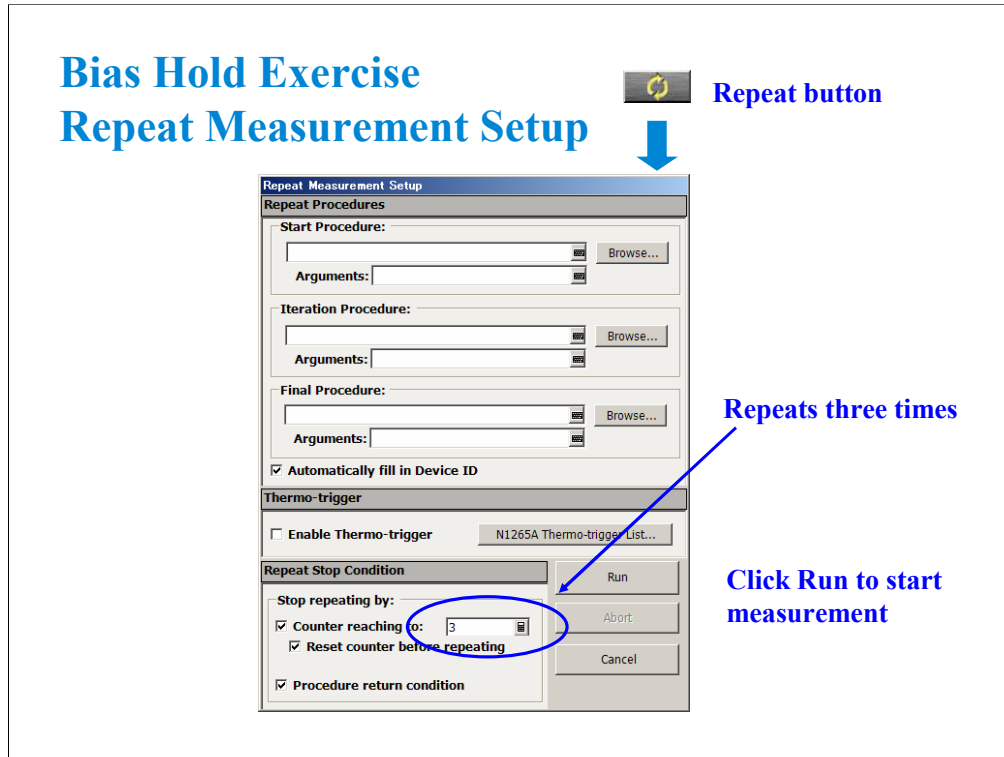 Bias Hold Exercise
Repeat Measurement Setup
Repeat button
Repeat Measurement Setup
Repeat Procedures
Start Procedure:
Browse...
Arguments:
Iteration Procedure:
Browse...
Arguments:
Final Procedure:
Browse...
Arguments:
Automatically fill in Device ID
Repeats three times
Thermo-trigger
Enable Thermo-trigger
N1265A Thermo-trigger List...
Repeat Stop Condition
Run
Click Run to start
measurement
Stop repeating by:
Counter reaching to: 3
Abort
Reset counter before repeating
Cancel
Procedure return condition